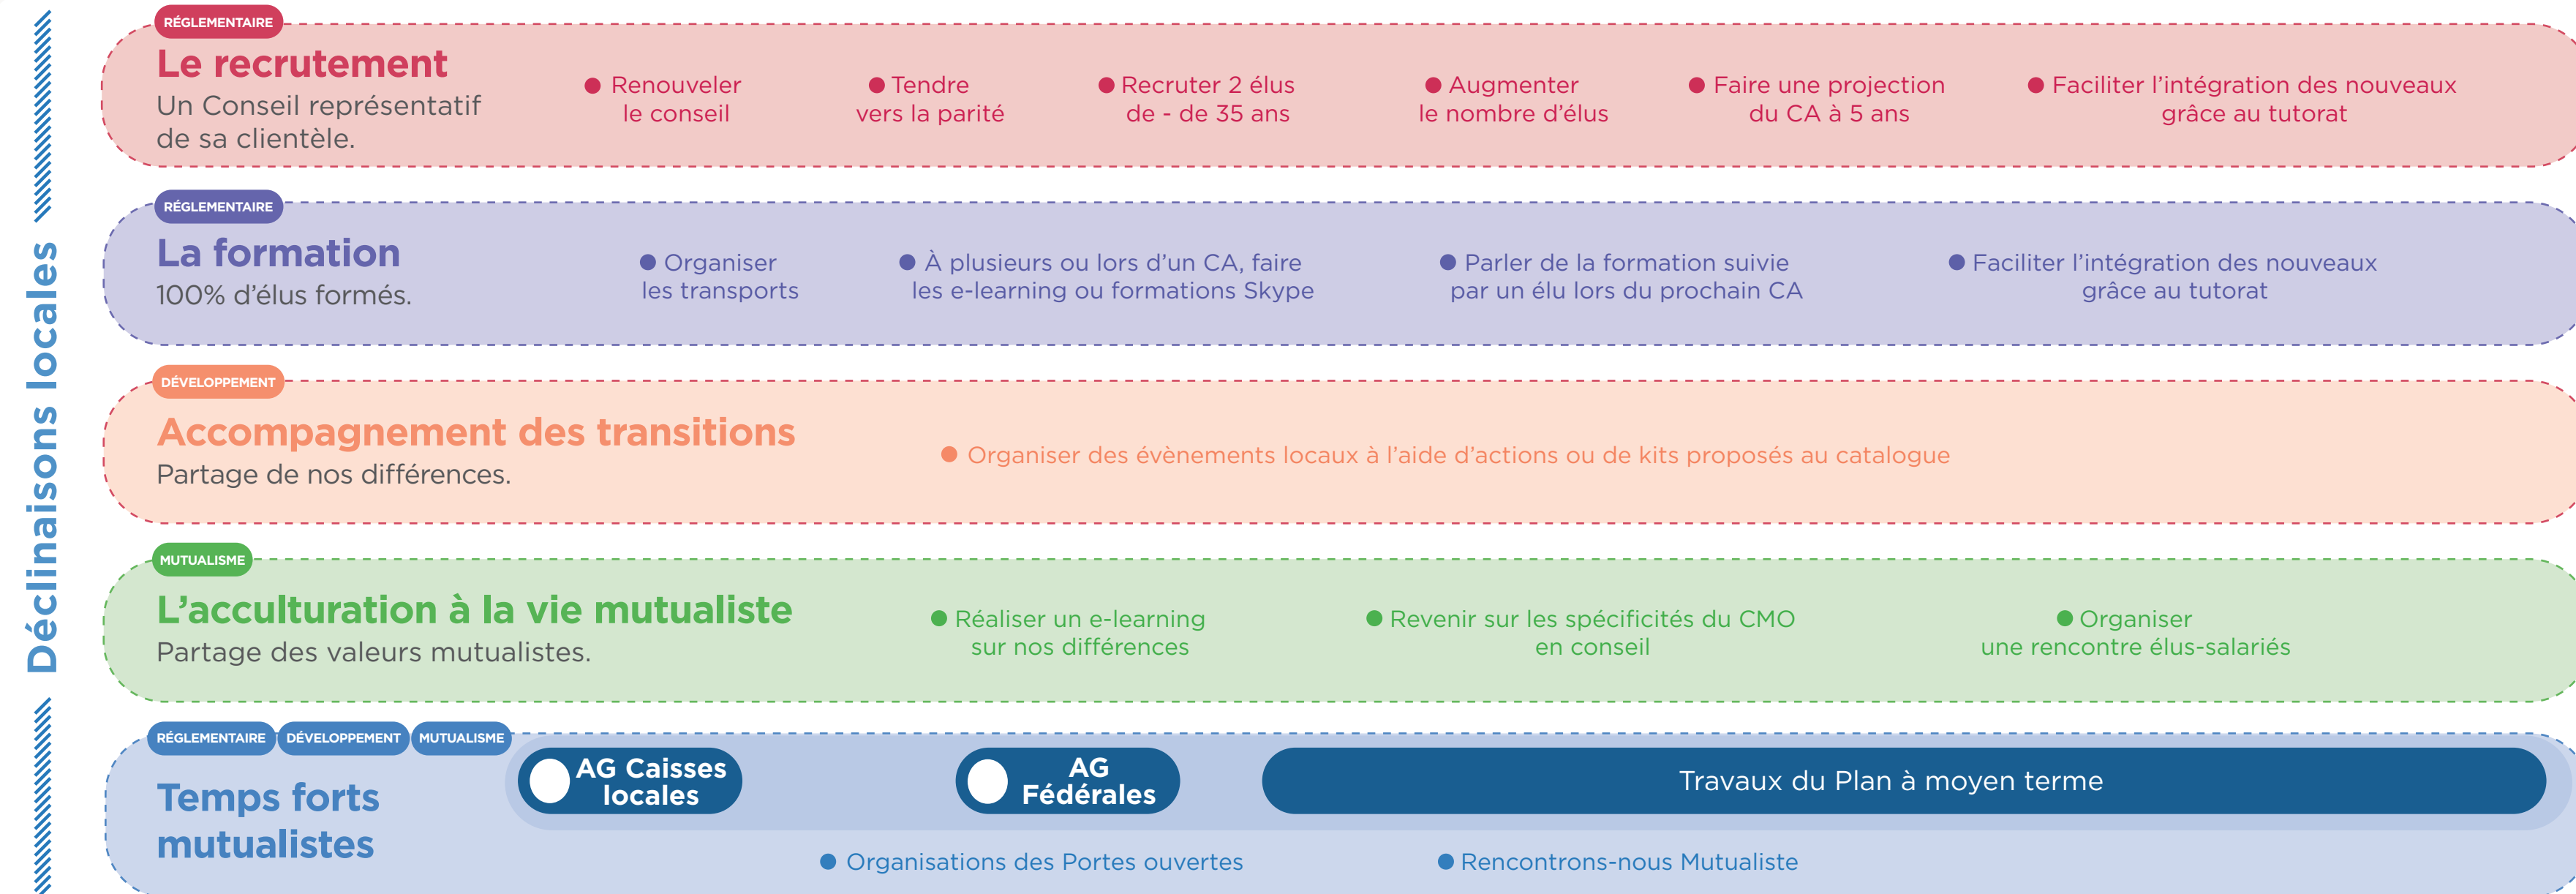 Déclinaisons locales
RÉGLEMENTAIRE
Le recrutement
Un Conseil représentatif
de sa clientèle.
Renouveler
le conseil
Tendre
vers la parité
Recruter 2 élus
de - de 35 ans
Augmenter
le nombre d’élus
Faire une projection
du CA à 5 ans
Faciliter l’intégration des nouveaux
grâce au tutorat
RÉGLEMENTAIRE
La formation
100% d’élus formés.
Organiser
les transports
À plusieurs ou lors d’un CA, faire
les e-learning ou formations Skype
Parler de la formation suivie
par un élu lors du prochain CA
Faciliter l’intégration des nouveaux
grâce au tutorat
DÉVELOPPEMENT
Accompagnement des transitions
Partage de nos différences.
Organiser des évènements locaux à l’aide d’actions ou de kits proposés au catalogue
MUTUALISME
L’acculturation à la vie mutualiste
Partage des valeurs mutualistes.
Réaliser un e-learning
sur nos différences
Revenir sur les spécificités du CMO
en conseil
Organiser
une rencontre élus-salariés
RÉGLEMENTAIRE
DÉVELOPPEMENT
MUTUALISME
Temps forts
mutualistes
AG Caisses
locales
AG
Fédérales
Travaux du Plan à moyen terme
Organisations des Portes ouvertes
Rencontrons-nous Mutualiste